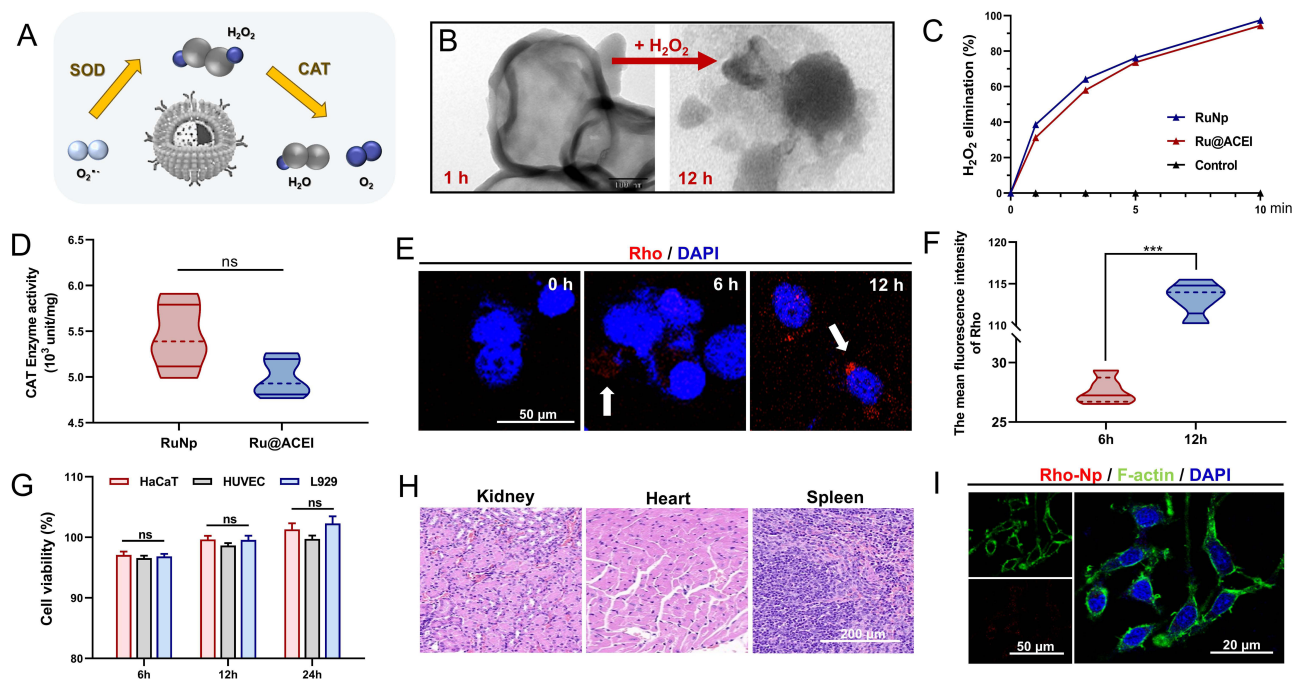 A
SOD
H₂O₂
CAT
O₂•-
H₂O
O₂
B
+ H₂O₂
1 h
100 nm
12 h
C
H₂O₂ elimination (%)
100
80
60
40
20
0
RuNp
Ru@ACEI
Control
0
5
10 min
D
CAT Enzyme activity
(10³ unit/mg)
6.5
6.0
5.5
5.0
4.5
ns
RuNp
Ru@ACEI
E
Rho / DAPI
0 h
6 h
12 h
50 μm
F
The mean fluorescence intensity
of Rho
120
115
110
30
25
***
6h
12h
G
Cell viability (%)
110
100
90
80
HaCaT
HUVEC
L929
ns
ns
ns
6h
12h
24h
H
Kidney
Heart
Spleen
200 μm
I
Rho-Np / F-actin / DAPI
50 μm
20 μm